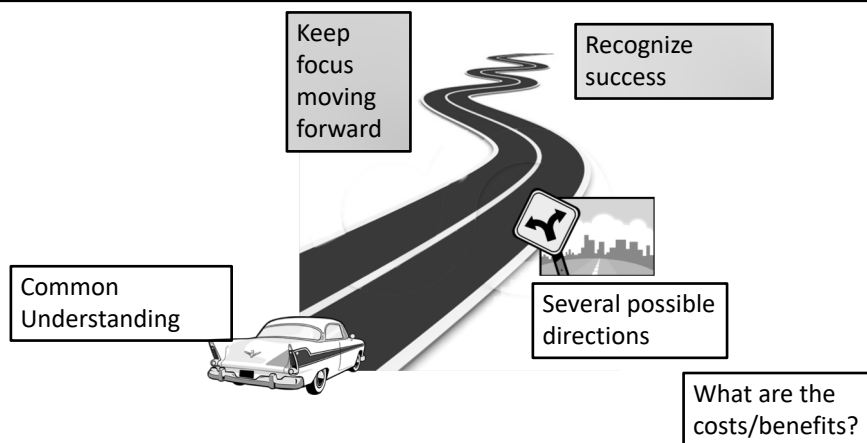 Keep
focus
moving
forward
Recognize
success
Common
Understanding
Several possible
directions
What are the
costs/benefits?